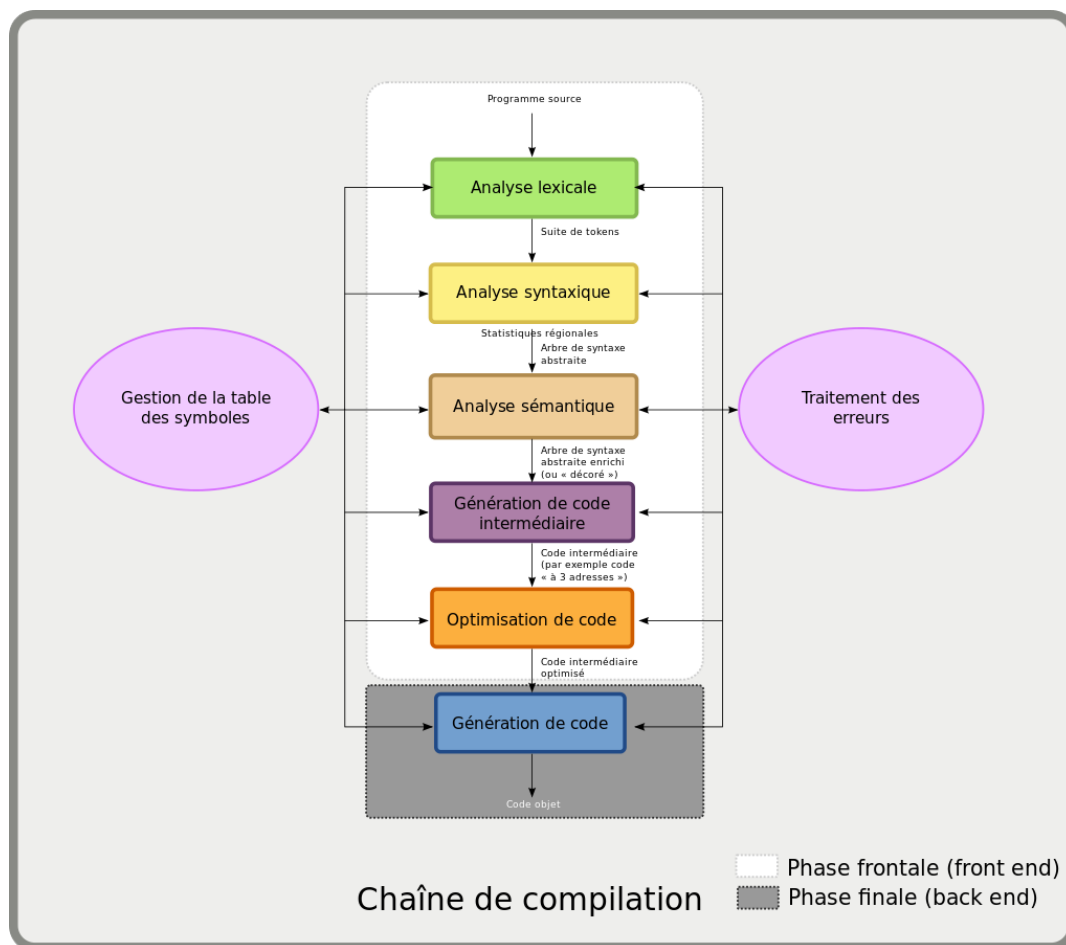 Programme source
Analyse lexicale
Suite de tokens
Analyse syntaxique
Statistiques régionales
Arbre de syntaxe
abstraite
Gestion de la table
des symboles
Analyse sémantique
Traitement des
erreurs
Arbre de syntaxe
abstraite enrichi
(ou « décoré »)
Génération de code
intermédiaire
Code intermédiaire
(par exemple code
« à 3 adresses »)
Optimisation de code
Code intermédiaire
optimisé
Génération de code
Code objet
Chaîne de compilation
Phase frontale (front end)
Phase finale (back end)